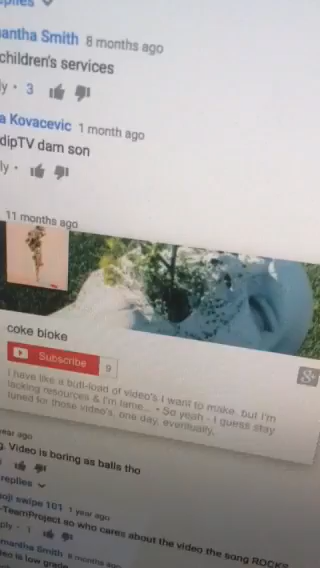 eplies
antha Smith 8 months ago
children's services
ly · 3
a Kovacevic 1 month ago
dipTV dam son
ly ·
11 months ago
coke bloke
Subscribe 9
I have like a butt-load of video's I want to make, but I'm
lacking resources & I'm lame... • So yeah - I guess stay
tuned for those video's, one day, eventually,
year ago
g. Video is boring as balls tho
replies
oji swipe 101 1 year ago
-TeamProject so who cares about the video the song ROCKS
ply · 1
mantha Smith 8 months ago
deo is low grade